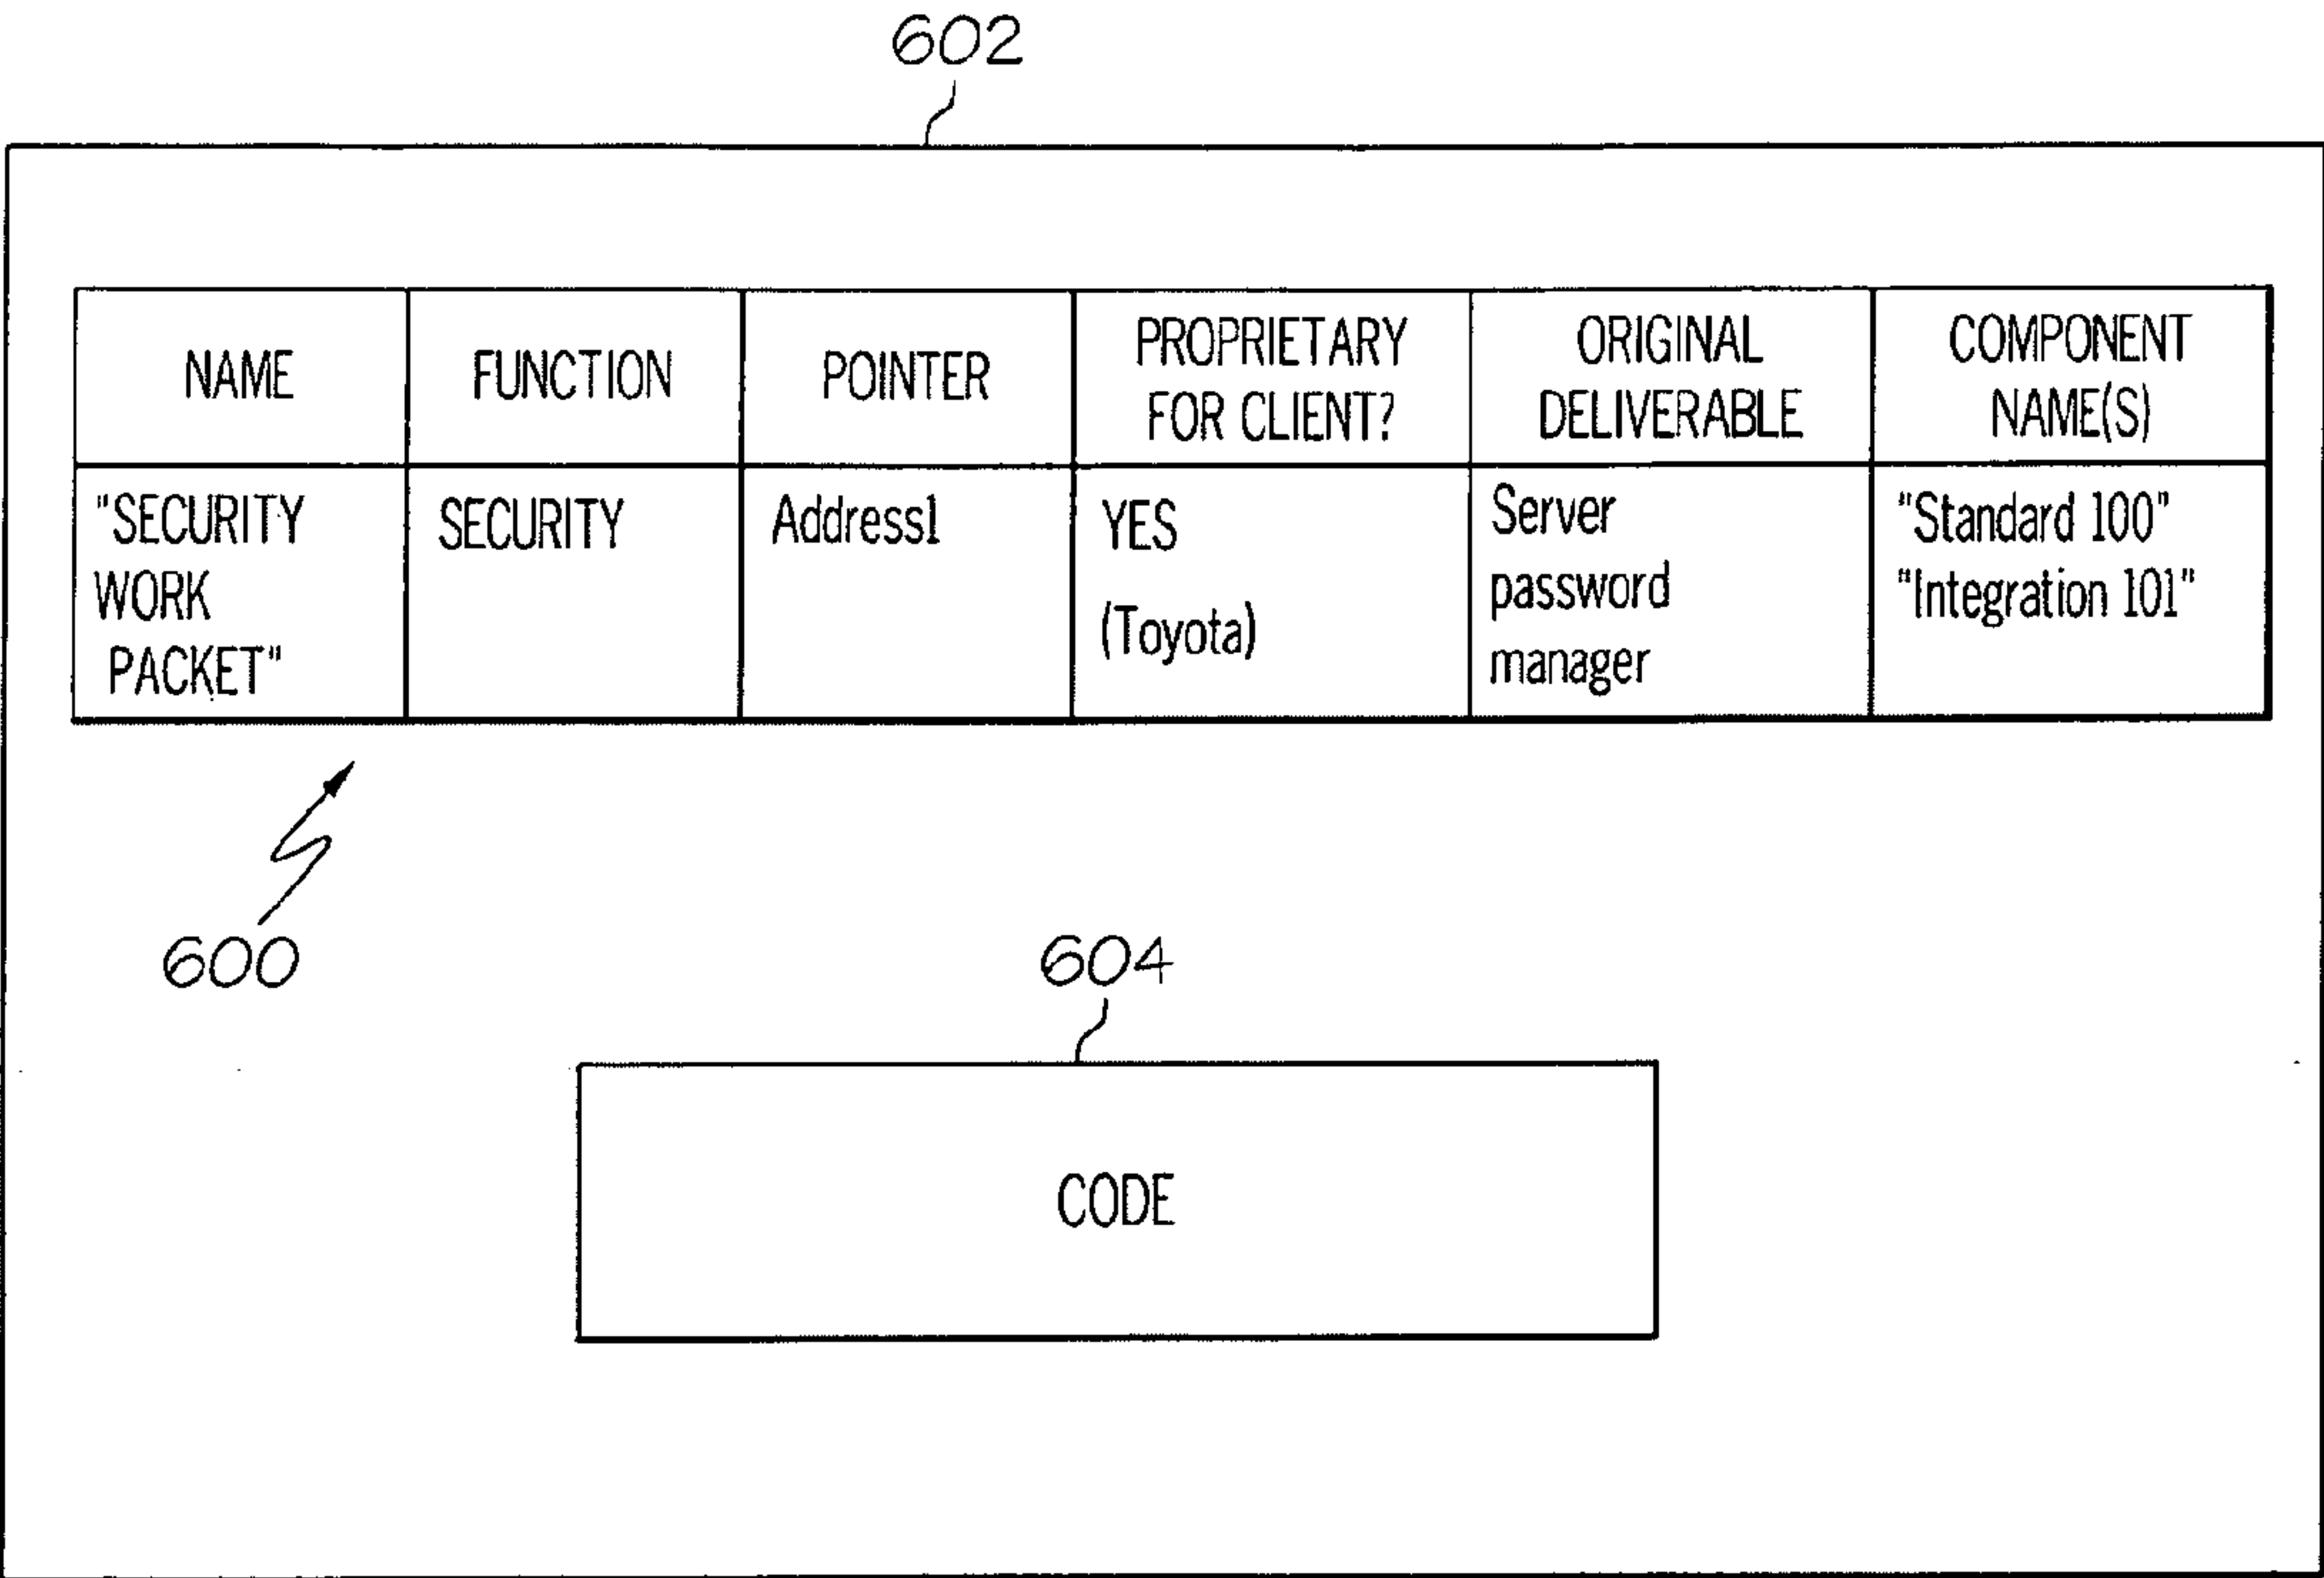 602
NAME
FUNCTION
POINTER
PROPRIETARY
FOR CLIENT?
ORIGINAL
DELIVERABLE
COMPONENT
NAME(S)
"SECURITY
WORK
PACKET"
SECURITY
Address1
YES
(Toyota)
Server
password
manager
"Standard 100"
"Integration 101"
600
604
CODE